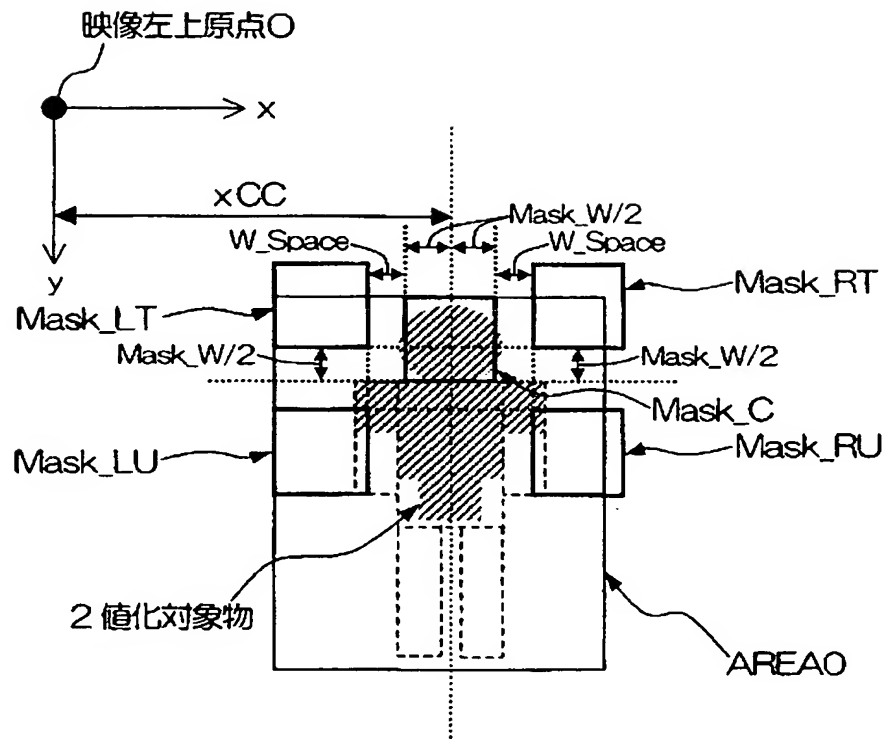 映像左上原点O
x
xCC
Mask_W/2
W_Space
W_Space
y
Mask_LT
Mask_RT
Mask_W/2
Mask_W/2
Mask_C
Mask_LU
Mask_RU
2値化対象物
AREA0